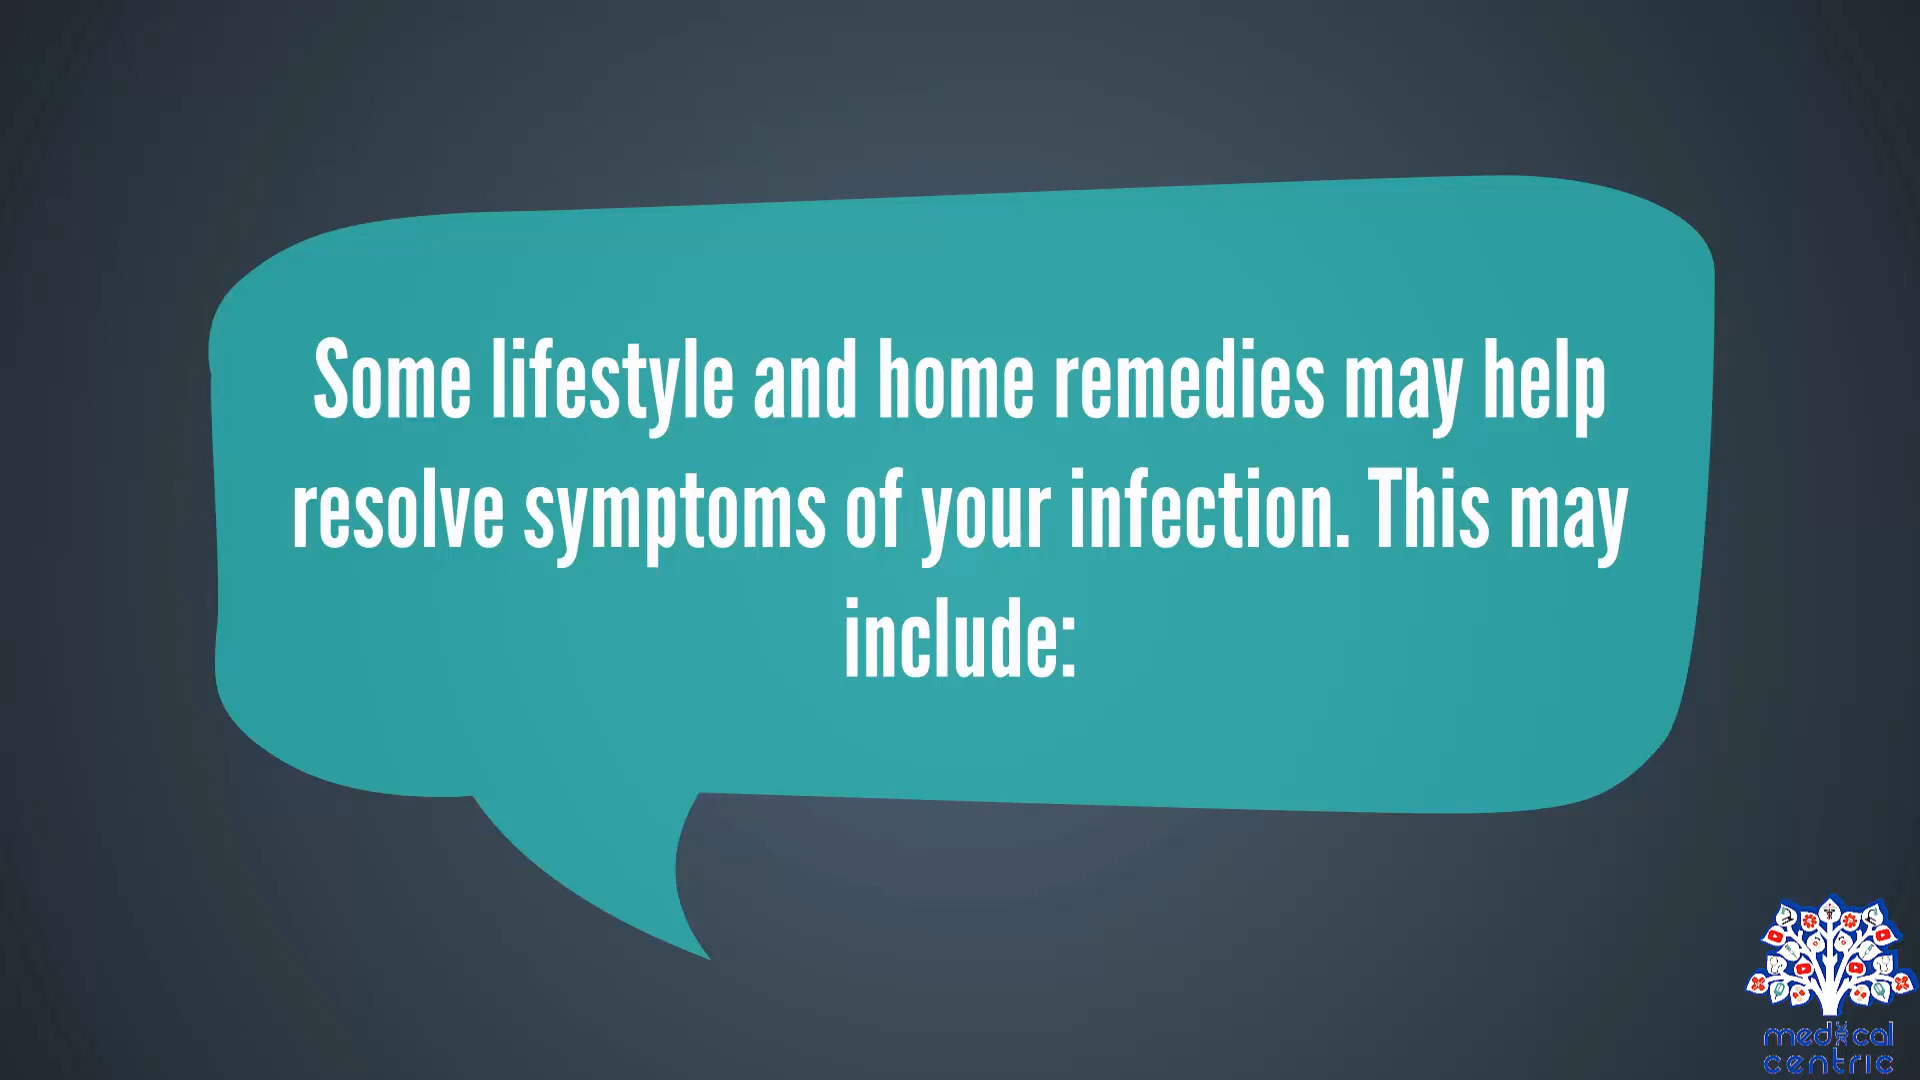 Some lifestyle and home remedies may help
resolve symptoms of your infection. This may
include:
medical
centric